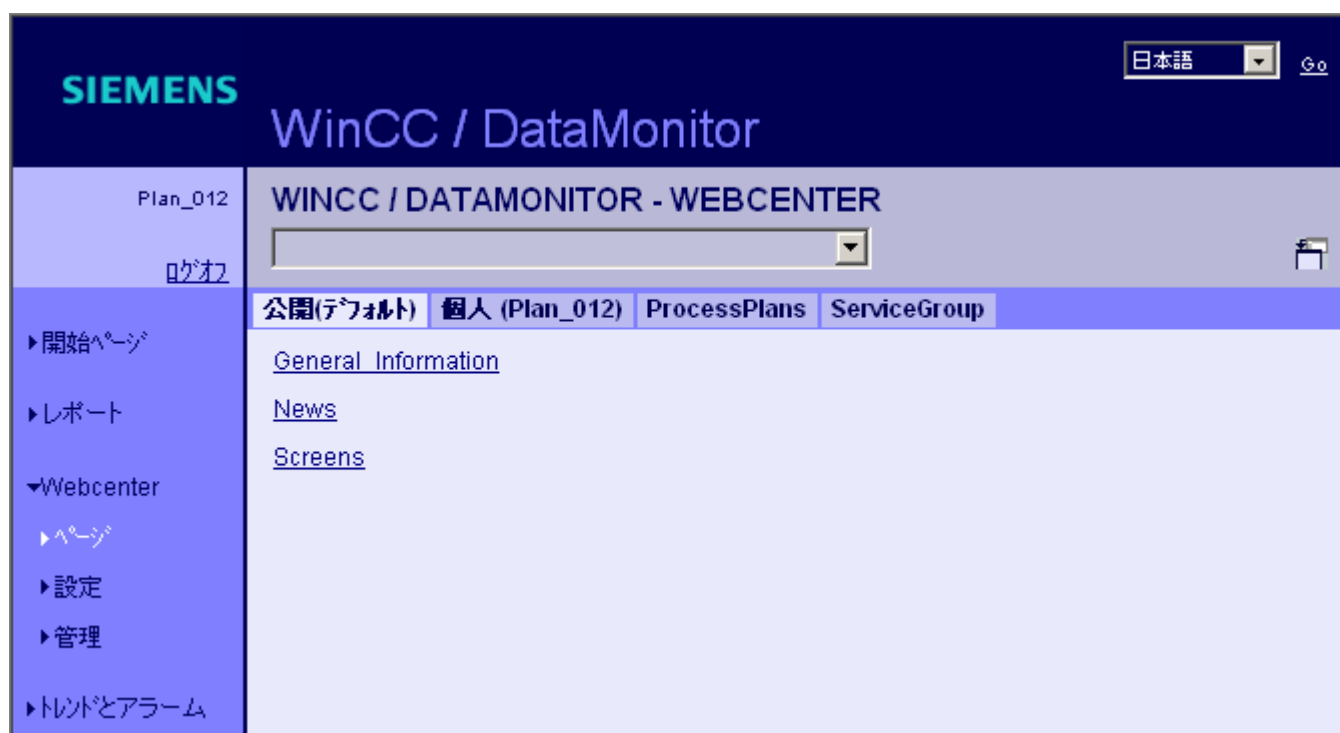 日本語 Go
SIEMENS
WinCC / DataMonitor
Plan_012
WINCC / DATAMONITOR - WEBCENTER
ﾛｸﾞｵﾌ
公開(ﾃﾞﾌｫﾙﾄ) 個人 (Plan_012) ProcessPlans ServiceGroup
開始ﾍﾟｰｼﾞ
General_Information
レポート
News
Screens
Webcenter
ﾍﾟｰｼﾞ
設定
管理
ﾄﾚﾝﾄﾞとアラーム